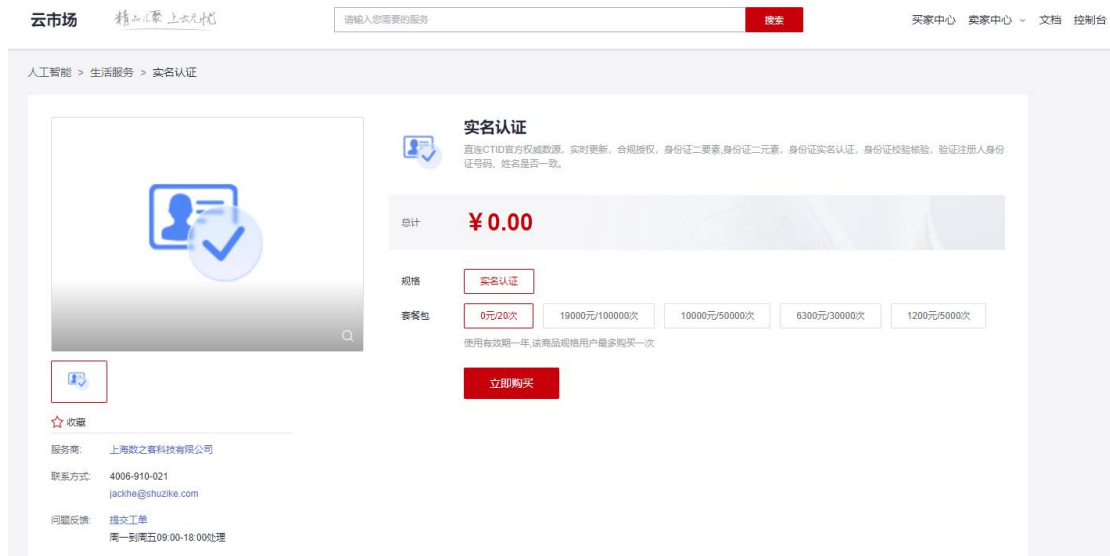 云市场
精品汇聚 上云无忧
请输入您需要的服务
搜索
买家中心 卖家中心 文档 控制台
人工智能 > 生活服务 > 实名认证
实名认证
直连CTID官方权威数源，实时更新，合规授权，身份证二要素,身份证二元素，身份证实名认证，身份证校验核验，验证注册人身份
证号码、姓名是否一致。
总计 ￥0.00
规格 实名认证
套餐包 0元/20次 19000元/100000次 10000元/50000次 6300元/30000次 1200元/5000次
使用有效期一年,该商品规格用户最多购买一次
立即购买
收藏
服务商: 上海数之客科技有限公司
联系方式: 4006-910-021
jackhe@shuzike.com
问题反馈: 提交工单
周一到周五09:00-18:00处理